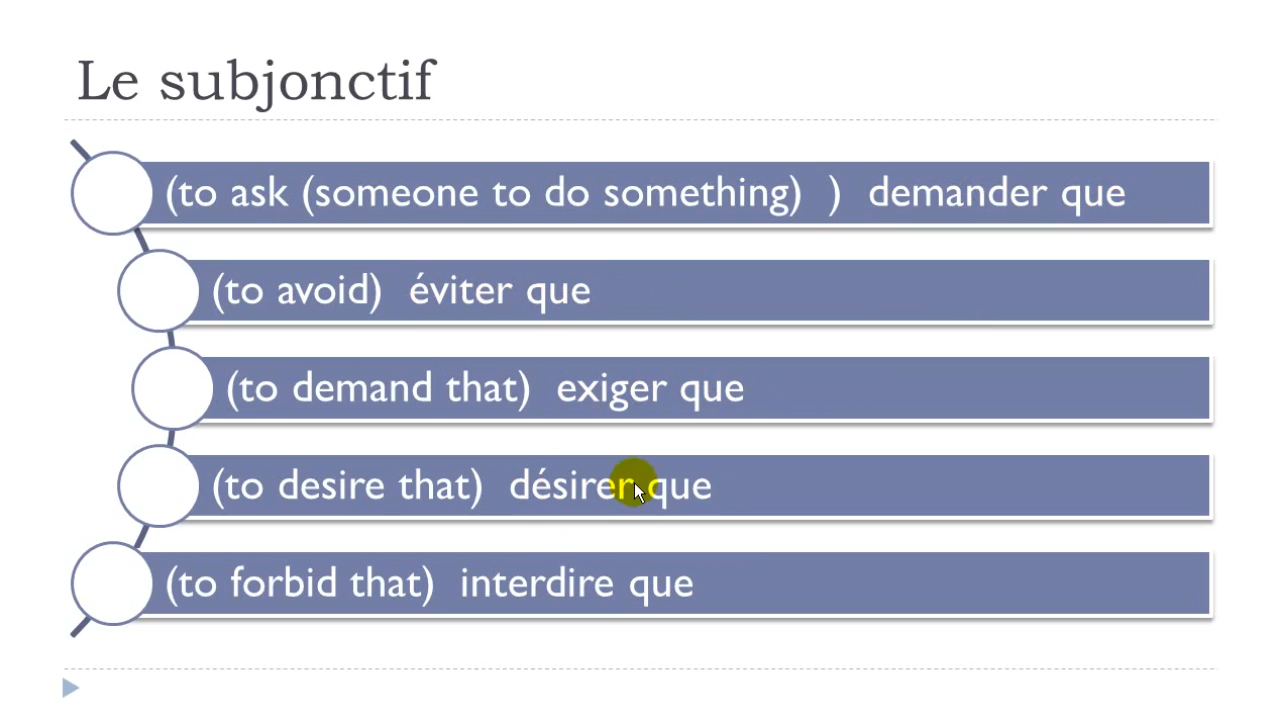 Le subjonctif
(to ask (someone to do something) ) demander que
(to avoid) éviter que
(to demand that) exiger que
(to desire that) désirer que
(to forbid that) interdire que